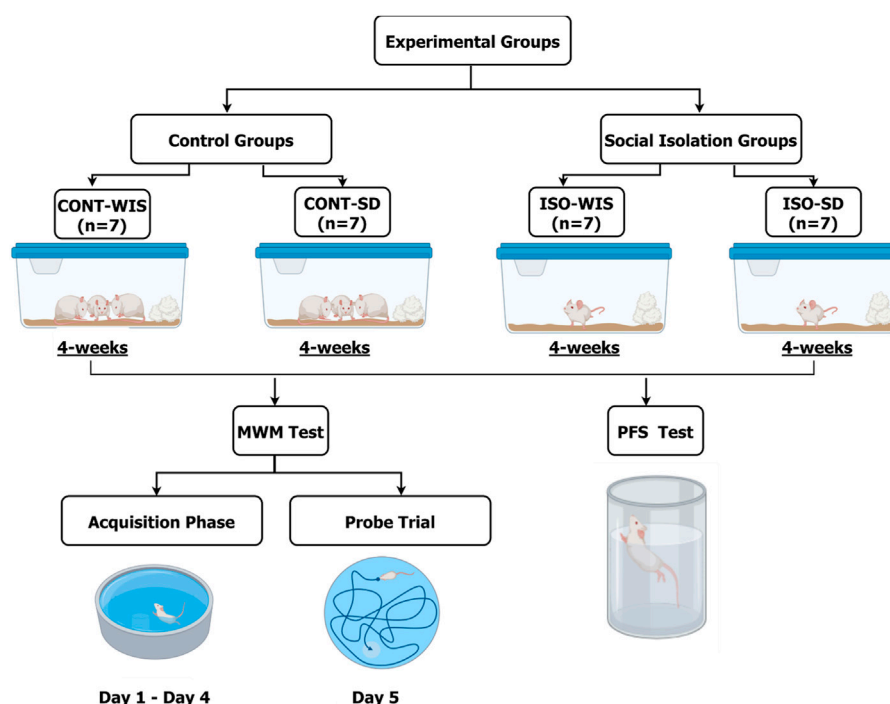 Experimental Groups
Control Groups
Social Isolation Groups
CONT-WIS
(n=7)
CONT-SD
(n=7)
ISO-WIS
(n=7)
ISO-SD
(n=7)
4-weeks
4-weeks
4-weeks
4-weeks
MWM Test
PFS Test
Acquisition Phase
Probe Trial
Day 1 - Day 4
Day 5